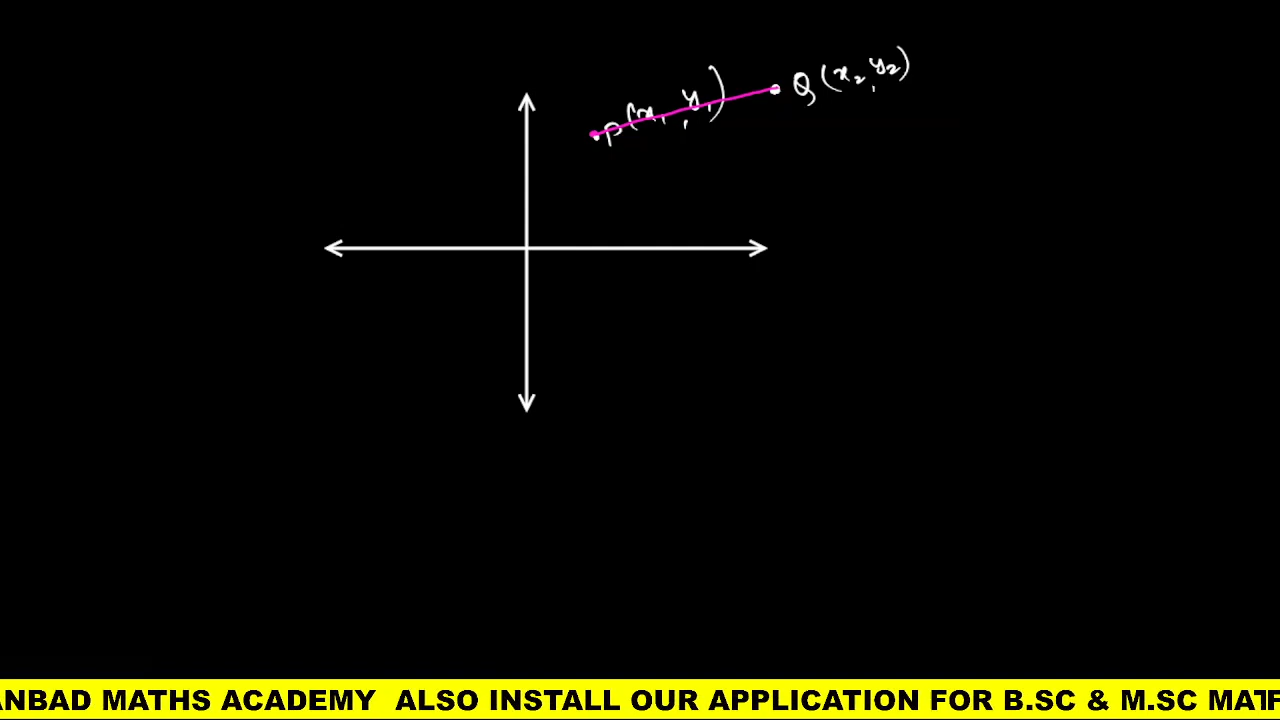 P(x₁, y₁)
Q(x₂, y₂)
ANBAD MATHS ACADEMY ALSO INSTALL OUR APPLICATION FOR B.SC & M.SC MAT